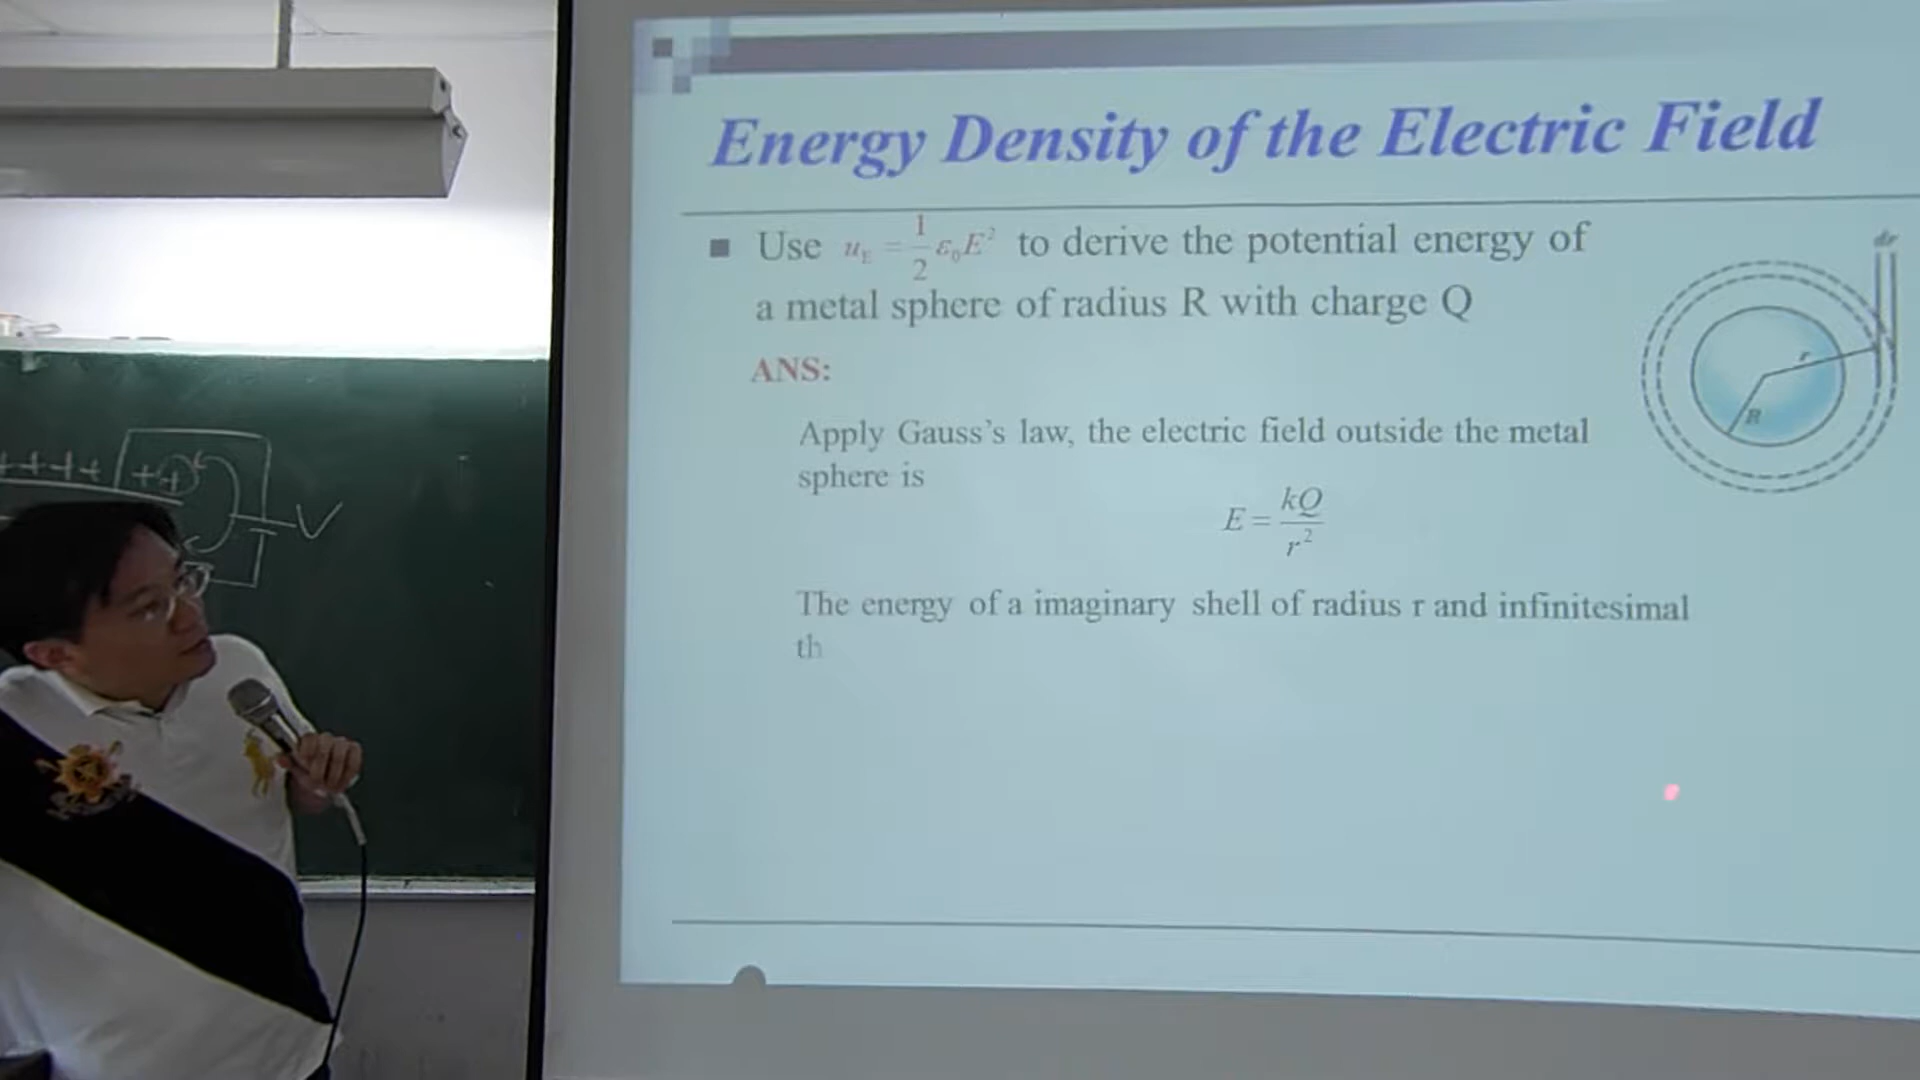 Energy Density of the Electric Field
Use u_E = 1/2 ε₀E² to derive the potential energy of
a metal sphere of radius R with charge Q
ANS:
Apply Gauss's law, the electric field outside the metal
sphere is
E = kQ/r²
The energy of a imaginary shell of radius r and infinitesimal
th
dr
r
R
++++ ++
V